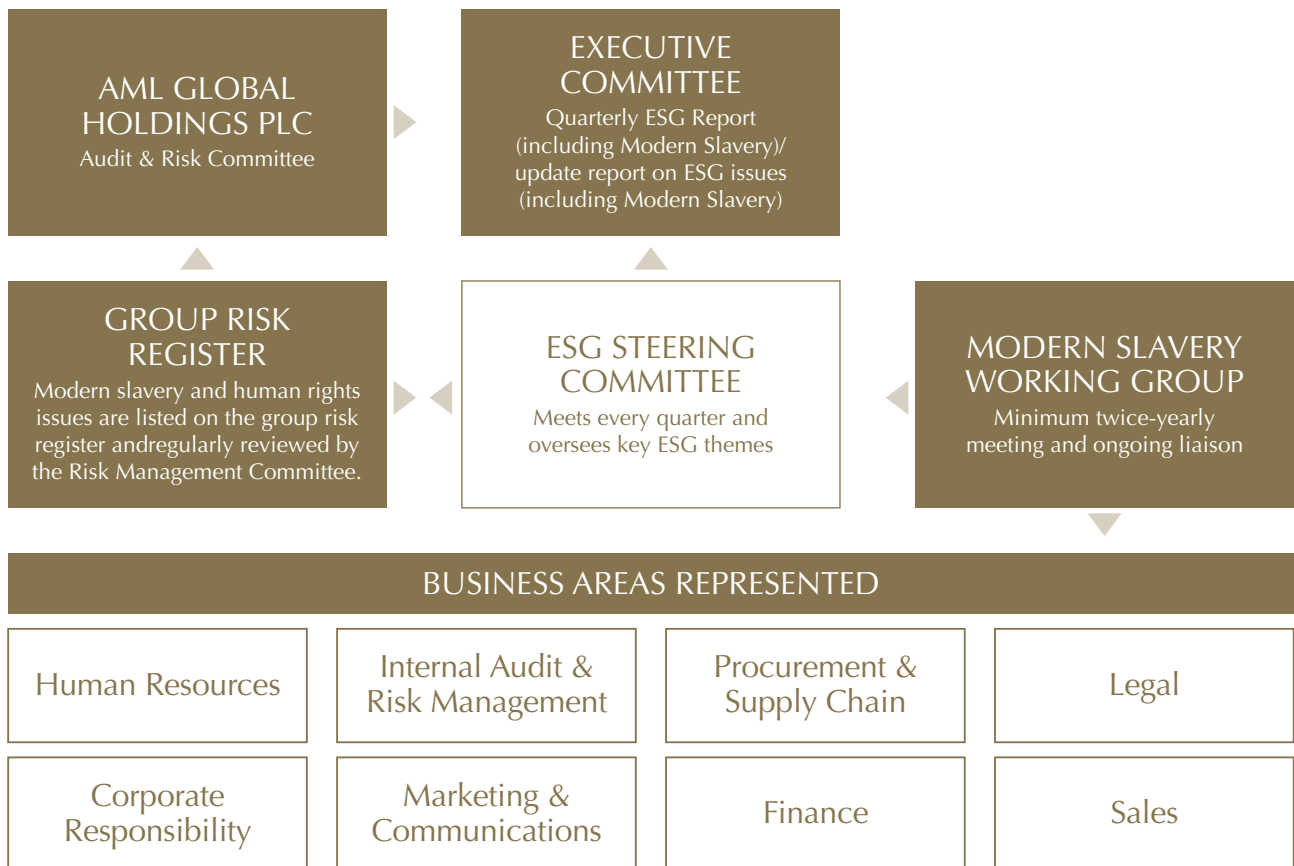 AML GLOBAL
HOLDINGS PLC
Audit & Risk Committee
EXECUTIVE
COMMITTEE
Quarterly ESG Report
(including Modern Slavery)/
update report on ESG issues
(including Modern Slavery)
GROUP RISK
REGISTER
Modern slavery and human rights
issues are listed on the group risk
register andregularly reviewed by
the Risk Management Committee.
ESG STEERING
COMMITTEE
Meets every quarter and
oversees key ESG themes
MODERN SLAVERY
WORKING GROUP
Minimum twice-yearly
meeting and ongoing liaison
BUSINESS AREAS REPRESENTED
Human Resources
Internal Audit &
Risk Management
Procurement &
Supply Chain
Legal
Corporate
Responsibility
Marketing &
Communications
Finance
Sales